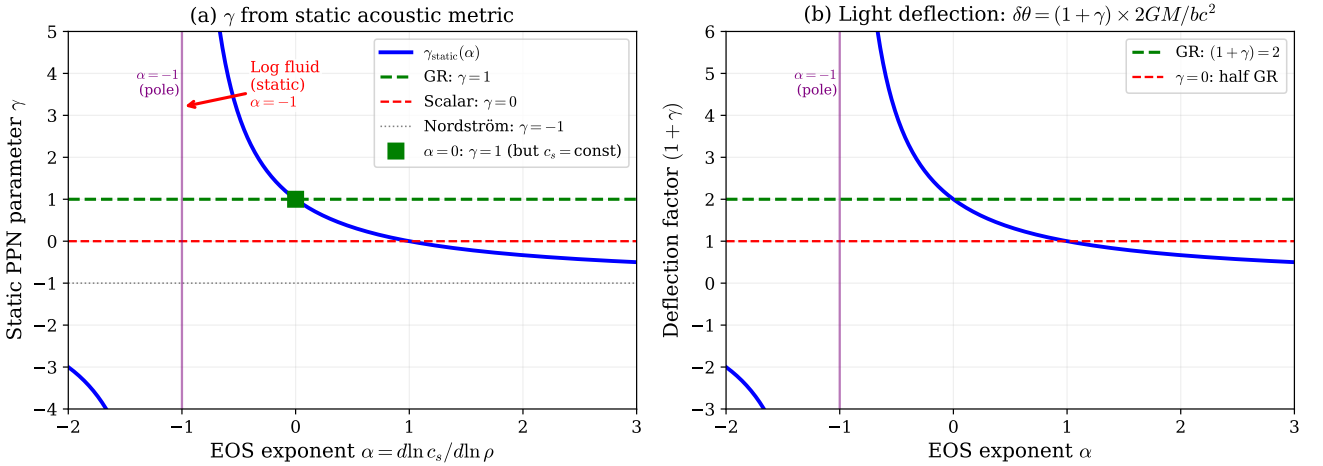 (a) γ from static acoustic metric
Static PPN parameter γ
5
4
3
2
1
0
−1
−2
−3
−4
α = −1
(pole)
Log fluid
(static)
α = −1
γstatic(α)
GR: γ = 1
Scalar: γ = 0
Nordström: γ = −1
α = 0: γ = 1 (but cs = const)
−2
−1
0
1
2
3
EOS exponent α = d ln cs/d ln ρ
(b) Light deflection: δθ = (1 + γ) × 2GM/bc²
Deflection factor (1 + γ)
6
5
4
3
2
1
0
−1
−2
−3
α = −1
(pole)
GR: (1 + γ) = 2
γ = 0: half GR
−2
−1
0
1
2
3
EOS exponent α